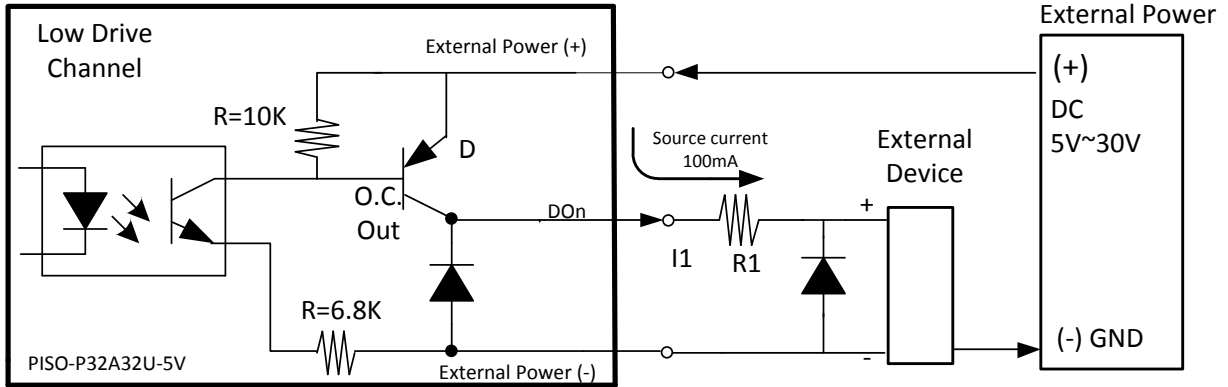 Low Drive
Channel
External Power (+)
R=10K
D
O.C.
Out
DOn
R=6.8K
PISO-P32A32U-5V
External Power (-)
Source current
100mA
I1
R1
+
-
External
Device
External Power
(+)
DC
5V~30V
(-) GND